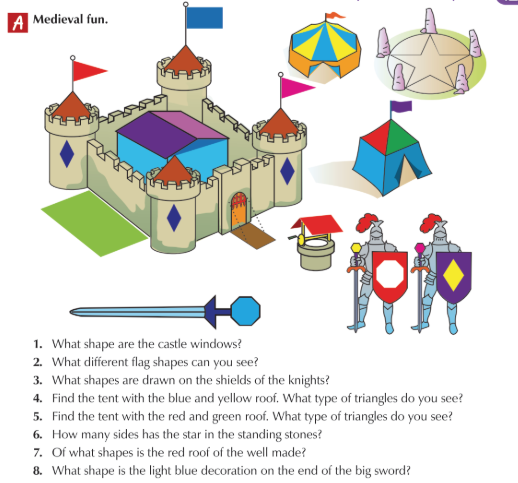 A Medieval fun.
1. What shape are the castle windows?
2. What different flag shapes can you see?
3. What shapes are drawn on the shields of the knights?
4. Find the tent with the blue and yellow roof. What type of triangles do you see?
5. Find the tent with the red and green roof. What type of triangles do you see?
6. How many sides has the star in the standing stones?
7. Of what shapes is the red roof of the well made?
8. What shape is the light blue decoration on the end of the big sword?